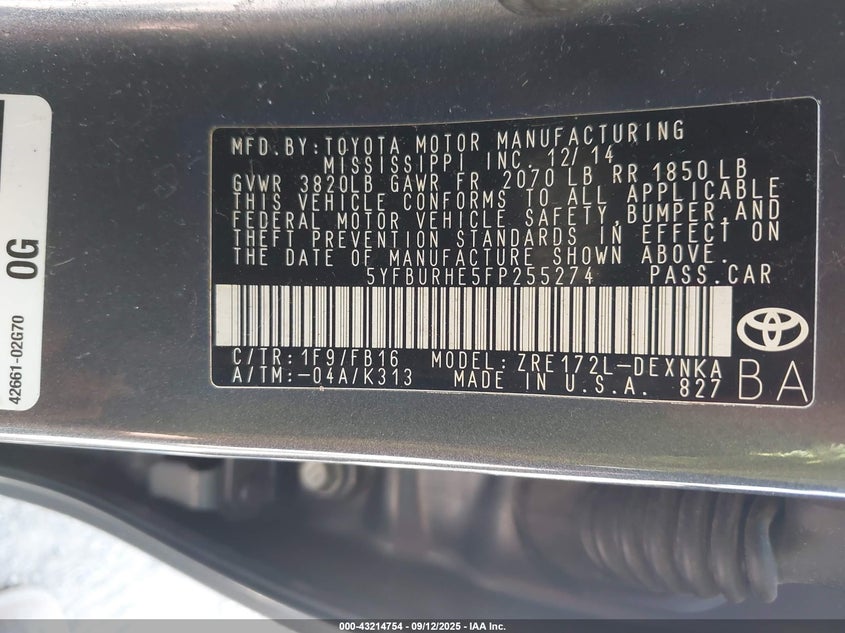 MFD.BY:TOYOTA MOTOR MANUFACTURING
MISSISSIPPI INC. 12/14
GVWR 3820LB GAWR FR 2070 LB RR 1850 LB
THIS VEHICLE CONFORMS TO ALL APPLICABLE
FEDERAL MOTOR VEHICLE SAFETY,BUMPER,AND
THEFT PREVENTION STANDARDS IN EFFECT ON
THE DATE OF MANUFACTURE SHOWN ABOVE.
5YFBURHE5FP255274 PASS.CAR
C/TR:1F9/FB16 MODEL:ZRE172L-DEXNKA
A/TM:-04A/K313 MADE IN U.S.A. 827
BA
0G
42661-02G70
000-43214754 - 09/12/2025 - IAA Inc.